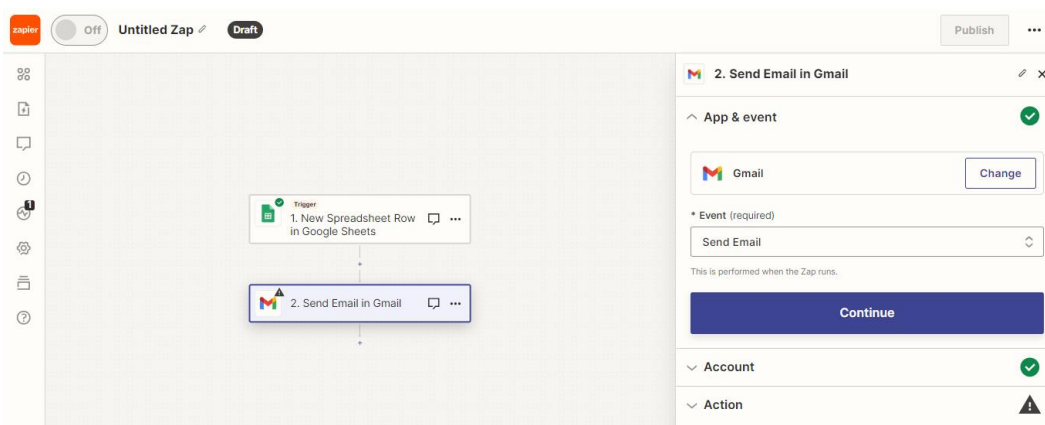 zapier
Off
Untitled Zap
Draft
Publish
1
Trigger
1. New Spreadsheet Row
in Google Sheets
2. Send Email in Gmail
2. Send Email in Gmail
App & event
Gmail
Change
* Event (required)
Send Email
This is performed when the Zap runs.
Continue
Account
Action